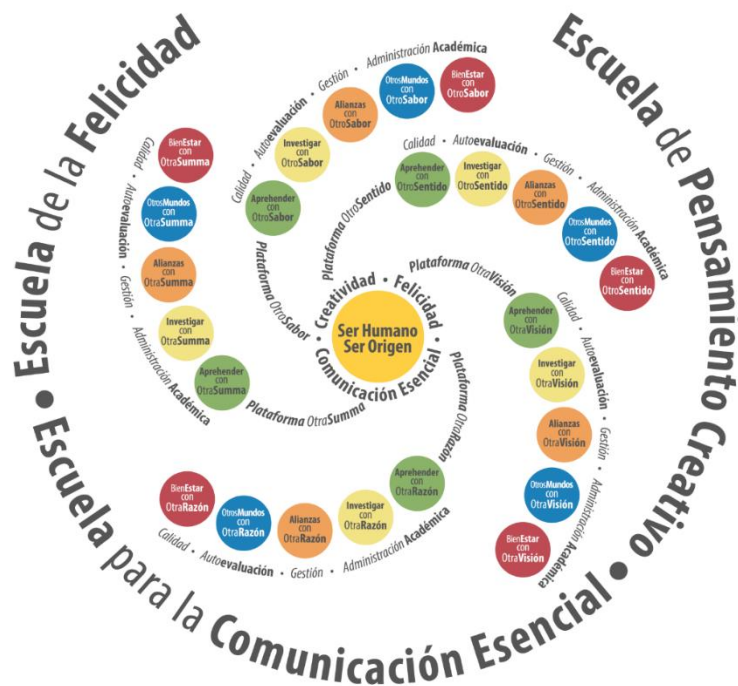 Escuela de la Felicidad • Escuela para la Comunicación Esencial • Escuela de Pensamiento Creativo
Ser Humano
Ser Origen
Creatividad • Felicidad • Comunicación Esencial •
Plataforma OtroSabor
Calidad • Autoevaluación • Gestión • Administración Académica
Aprehender
con
OtroSabor
Investigar
con
OtroSabor
Alianzas
con
OtroSabor
OtrosMundos
con
OtroSabor
BienEstar
con
OtroSabor
Plataforma OtroSentido
Calidad • Autoevaluación • Gestión • Administración Académica
Aprehender
con
OtroSentido
Investigar
con
OtroSentido
Alianzas
con
OtroSentido
OtrosMundos
con
OtroSentido
BienEstar
con
OtroSentido
Plataforma OtraVisión
Calidad • Autoevaluación • Gestión • Administración Académica
Aprehender
con
OtraVisión
Investigar
con
OtraVisión
Alianzas
con
OtraVisión
OtrosMundos
con
OtraVisión
BienEstar
con
OtraVisión
Plataforma OtraRazón
Calidad • Autoevaluación • Gestión • Administración Académica
Aprehender
con
OtraRazón
Investigar
con
OtraRazón
Alianzas
con
OtraRazón
OtrosMundos
con
OtraRazón
BienEstar
con
OtraRazón
Plataforma OtraSumma
Calidad • Autoevaluación • Gestión • Administración Académica
Aprehender
con
OtraSumma
Investigar
con
OtraSumma
Alianzas
con
OtraSumma
OtrosMundos
con
OtraSumma
BienEstar
con
OtraSumma